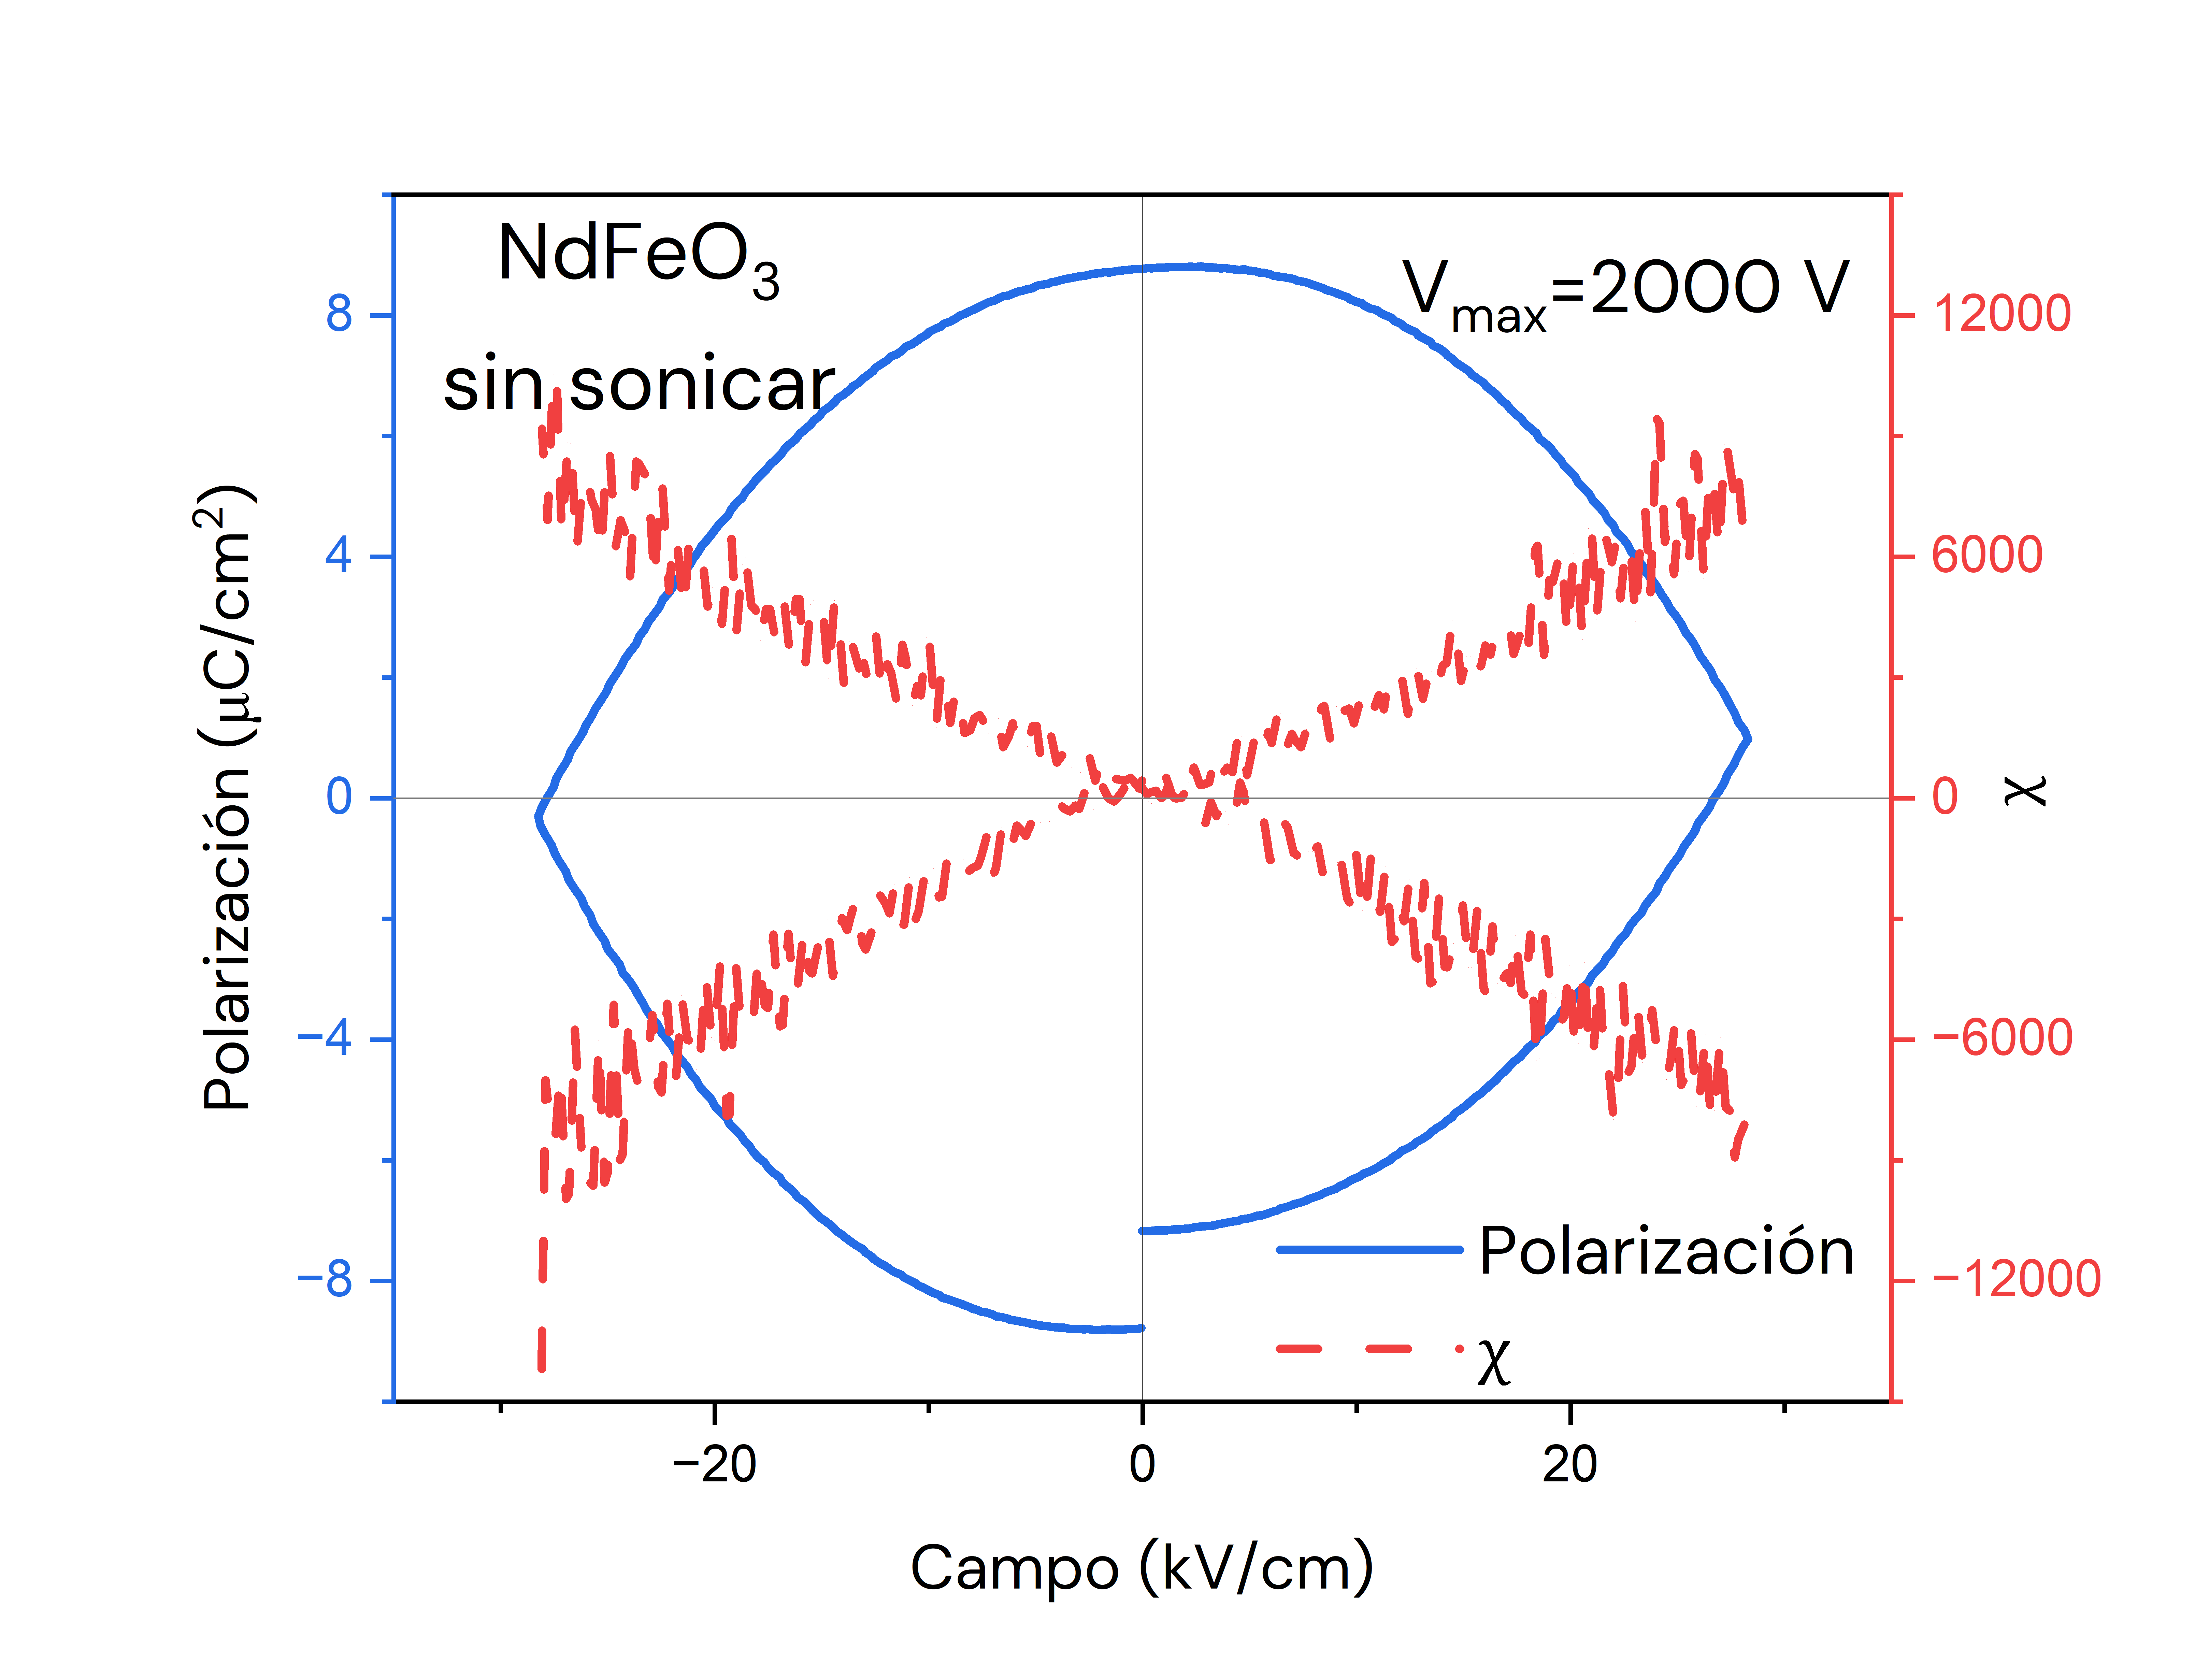 NdFeO₃
sin sonicar
Vmax=2000 V
Polarización (μC/cm²)
8
4
0
−4
−8
12000
6000
0
−6000
−12000
χ
Polarización
χ
−20
0
20
Campo (kV/cm)